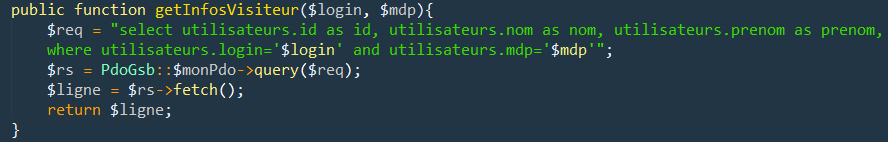 public function getInfosVisiteur($login, $mdp){
$req = "select utilisateurs.id as id, utilisateurs.nom as nom, utilisateurs.prenom as prenom,
where utilisateurs.login='$login' and utilisateurs.mdp='$mdp'";
$rs = PdoGsb::$monPdo->query($req);
$ligne = $rs->fetch();
return $ligne;
}